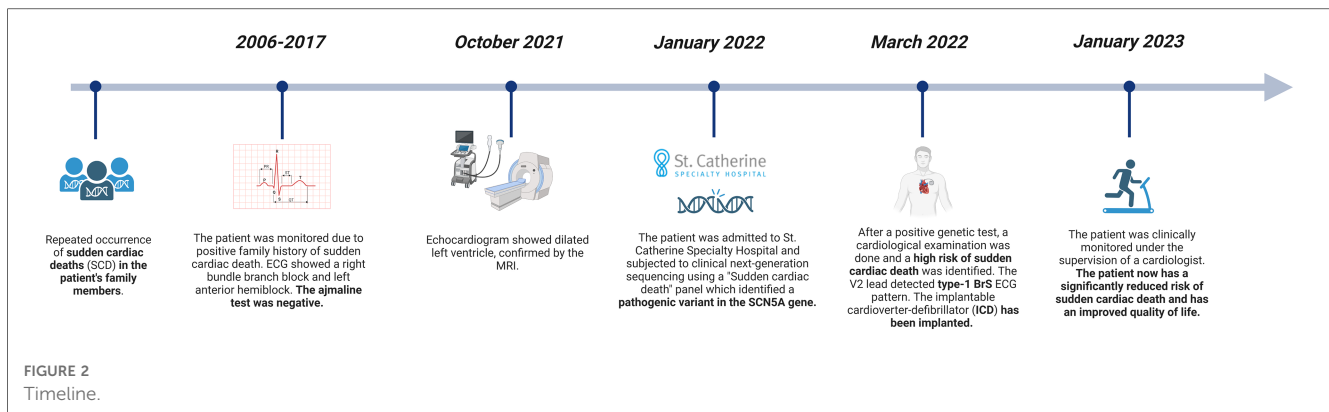 2006-2017
October 2021
January 2022
March 2022
January 2023
Repeated occurrence
of sudden cardiac
deaths (SCD) in the
patient's family
members.
The patient was monitored due to
positive family history of sudden
cardiac death. ECG showed a right
bundle branch block and left
anterior hemiblock. The ajmaline
test was negative.
Echocardiogram showed dilated
left ventricle, confirmed by the
MRI.
St. Catherine
SPECIALTY HOSPITAL
The patient was admitted to St.
Catherine Specialty Hospital and
subjected to clinical next-generation
sequencing using a "Sudden cardiac
death" panel which identified a
pathogenic variant in the SCN5A gene.
After a positive genetic test, a
cardiological examination was
done and a high risk of sudden
cardiac death was identified. The
V2 lead detected type-1 BrS ECG
pattern. The implantable
cardioverter-defibrillator (ICD) has
been implanted.
The patient was clinically
monitored under the
supervision of a cardiologist.
The patient now has a
significantly reduced risk of
sudden cardiac death and has
an improved quality of life.
FIGURE 2
Timeline.